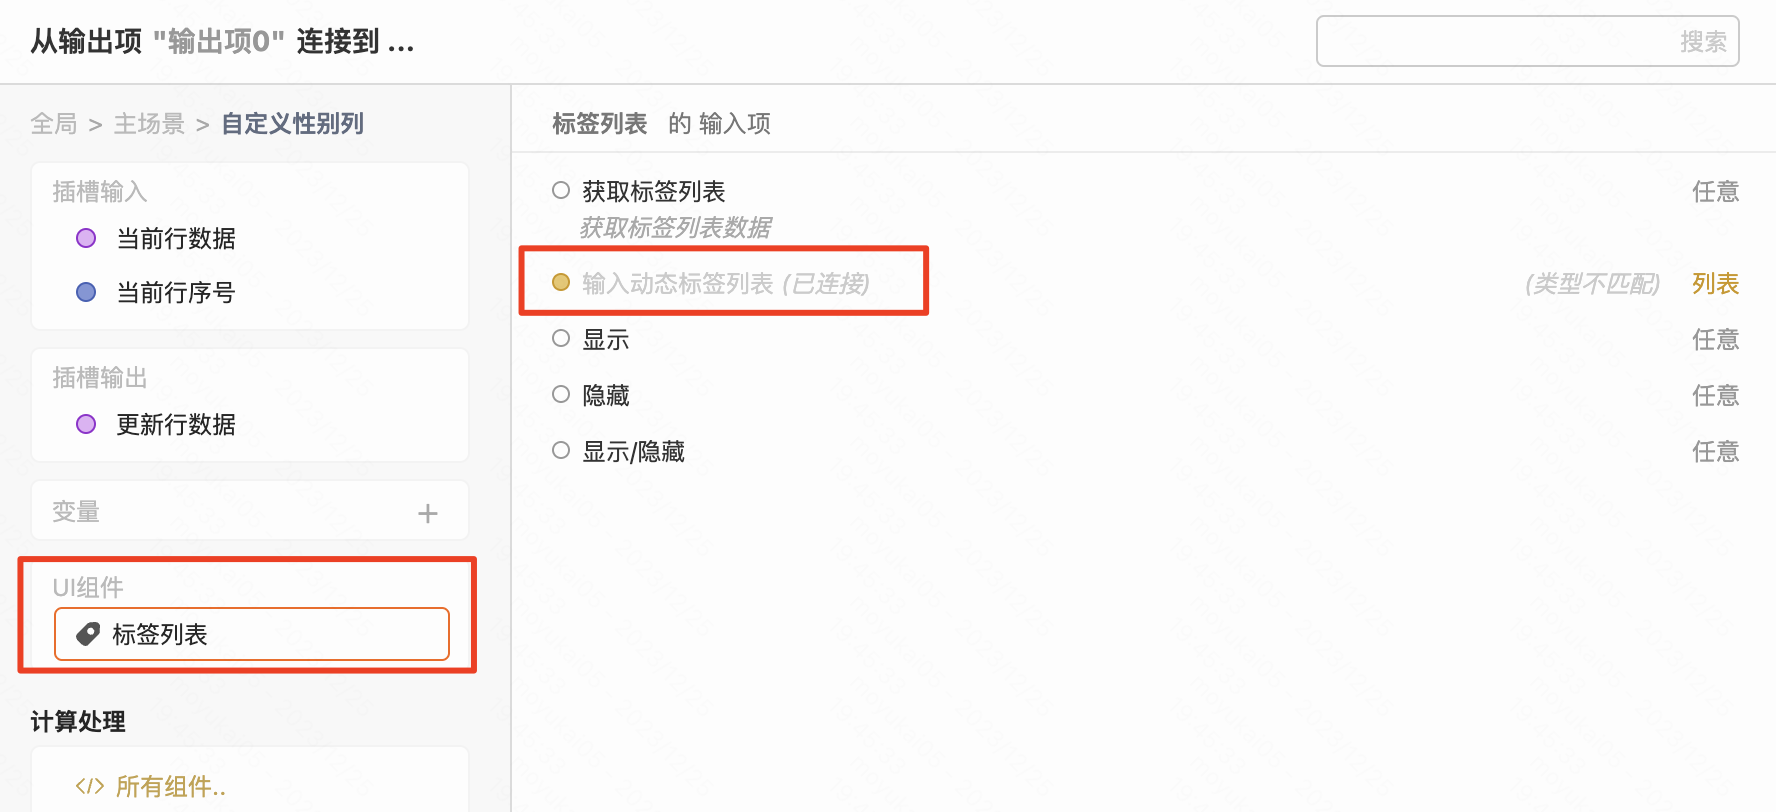 从输出项 "输出项0" 连接到 ...
搜索
全局 > 主场景 > 自定义性别列
插槽输入
当前行数据
当前行序号
插槽输出
更新行数据
变量 +
UI组件
标签列表
计算处理
</> 所有组件..
标签列表 的 输入项
获取标签列表 任意
获取标签列表数据
输入动态标签列表 (已连接) (类型不匹配) 列表
显示 任意
隐藏 任意
显示/隐藏 任意